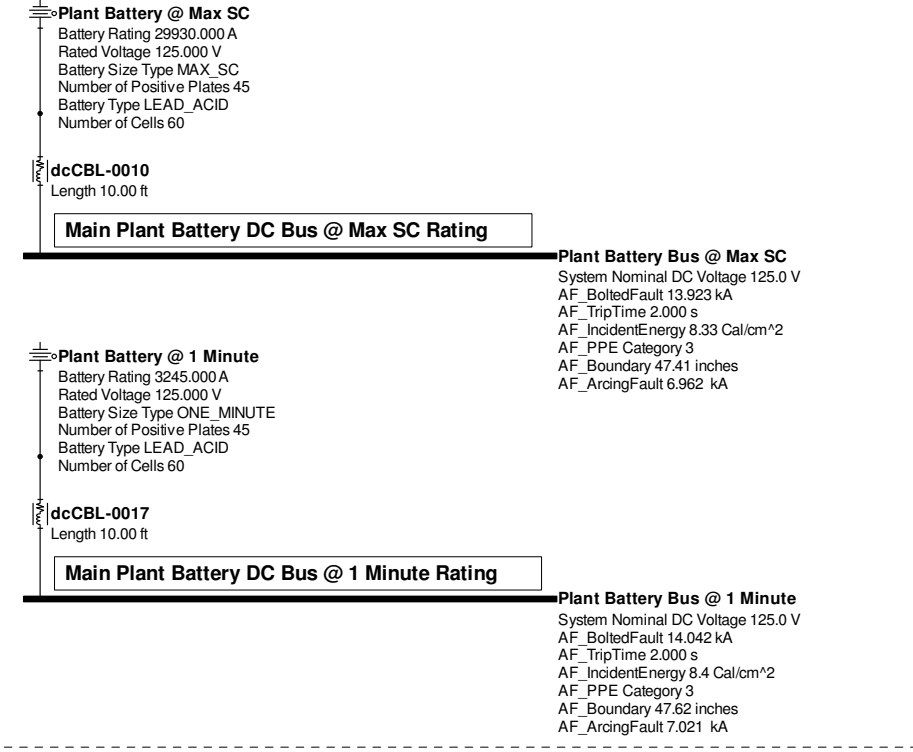 Plant Battery @ Max SC
Battery Rating 29930.000 A
Rated Voltage 125.000 V
Battery Size Type MAX_SC
Number of Positive Plates 45
Battery Type LEAD_ACID
Number of Cells 60
dcCBL-0010
Length 10.00 ft
Main Plant Battery DC Bus @ Max SC Rating
Plant Battery Bus @ Max SC
System Nominal DC Voltage 125.0 V
AF_BoltedFault 13.923 kA
AF_TripTime 2.000 s
AF_IncidentEnergy 8.33 Cal/cm^2
AF_PPE Category 3
AF_Boundary 47.41 inches
AF_ArcingFault 6.962 kA
Plant Battery @ 1 Minute
Battery Rating 3245.000 A
Rated Voltage 125.000 V
Battery Size Type ONE_MINUTE
Number of Positive Plates 45
Battery Type LEAD_ACID
Number of Cells 60
dcCBL-0017
Length 10.00 ft
Main Plant Battery DC Bus @ 1 Minute Rating
Plant Battery Bus @ 1 Minute
System Nominal DC Voltage 125.0 V
AF_BoltedFault 14.042 kA
AF_TripTime 2.000 s
AF_IncidentEnergy 8.4 Cal/cm^2
AF_PPE Category 3
AF_Boundary 47.62 inches
AF_ArcingFault 7.021 kA